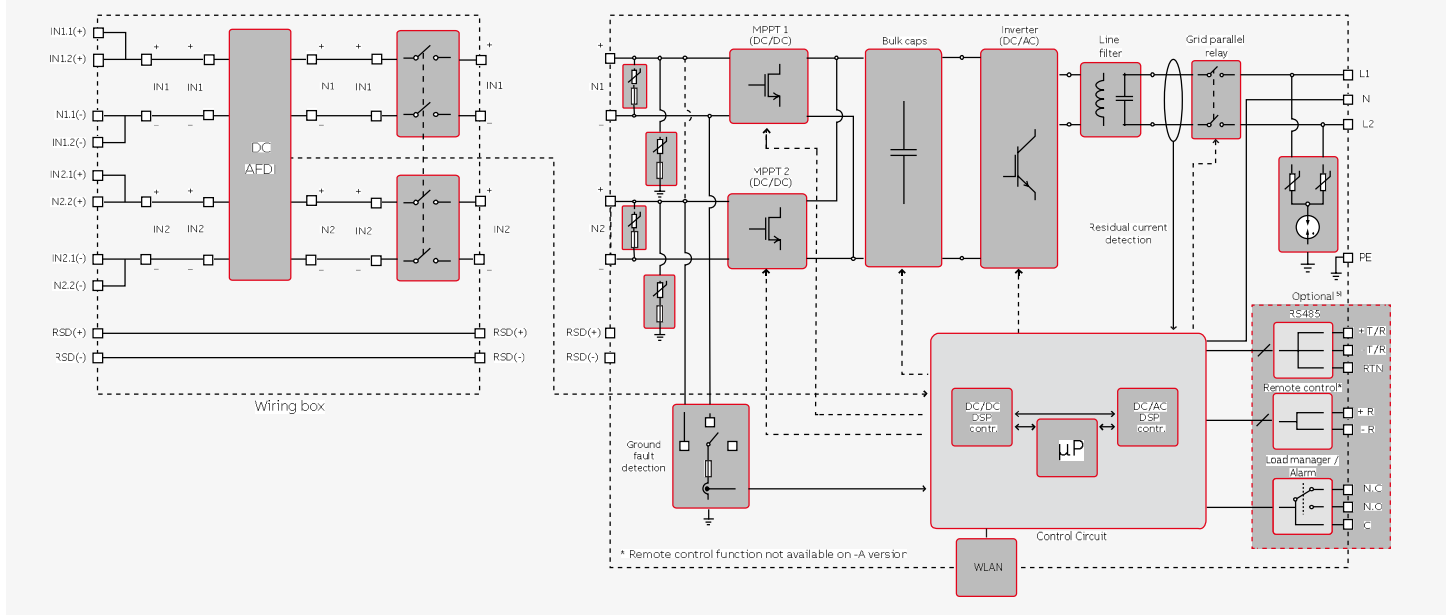 IN1.1(+)
IN1.2(+)
N1.1(-)
IN1.2(-)
IN2.1(+)
N2.2(+)
IN2.1(-)
N2.2(-)
RSD(+)
RSD(-)
+ + + + +
IN1 IN1 N1 IN1 IN1
_ _ _ _ _
DC
AFDI
+ + + + +
IN2 IN2 N2 IN2 IN2
_ _ _ _ _
RSD(+)
RSD(-)
Wiring box
+
N1
_
+
N2
_
RSD(+)
RSD(-)
MPPT 1
(DC/DC)
MPPT 2
(DC/DC)
Bulk caps
Inverter
(DC/AC)
Line
filter
Grid parallel
relay
L1
N
L2
PE
Residual current
detection
Ground
fault
detection
DC/DC
DSP
contr.
μP
DC/AC
DSP
contr.
Control Circuit
WLAN
* Remote control function not available on -A version
Optional
RS485
+ T/R
T/R
RTN
Remote control*
+ R
- R
Load manager /
Alarm
N.C
N.O
C